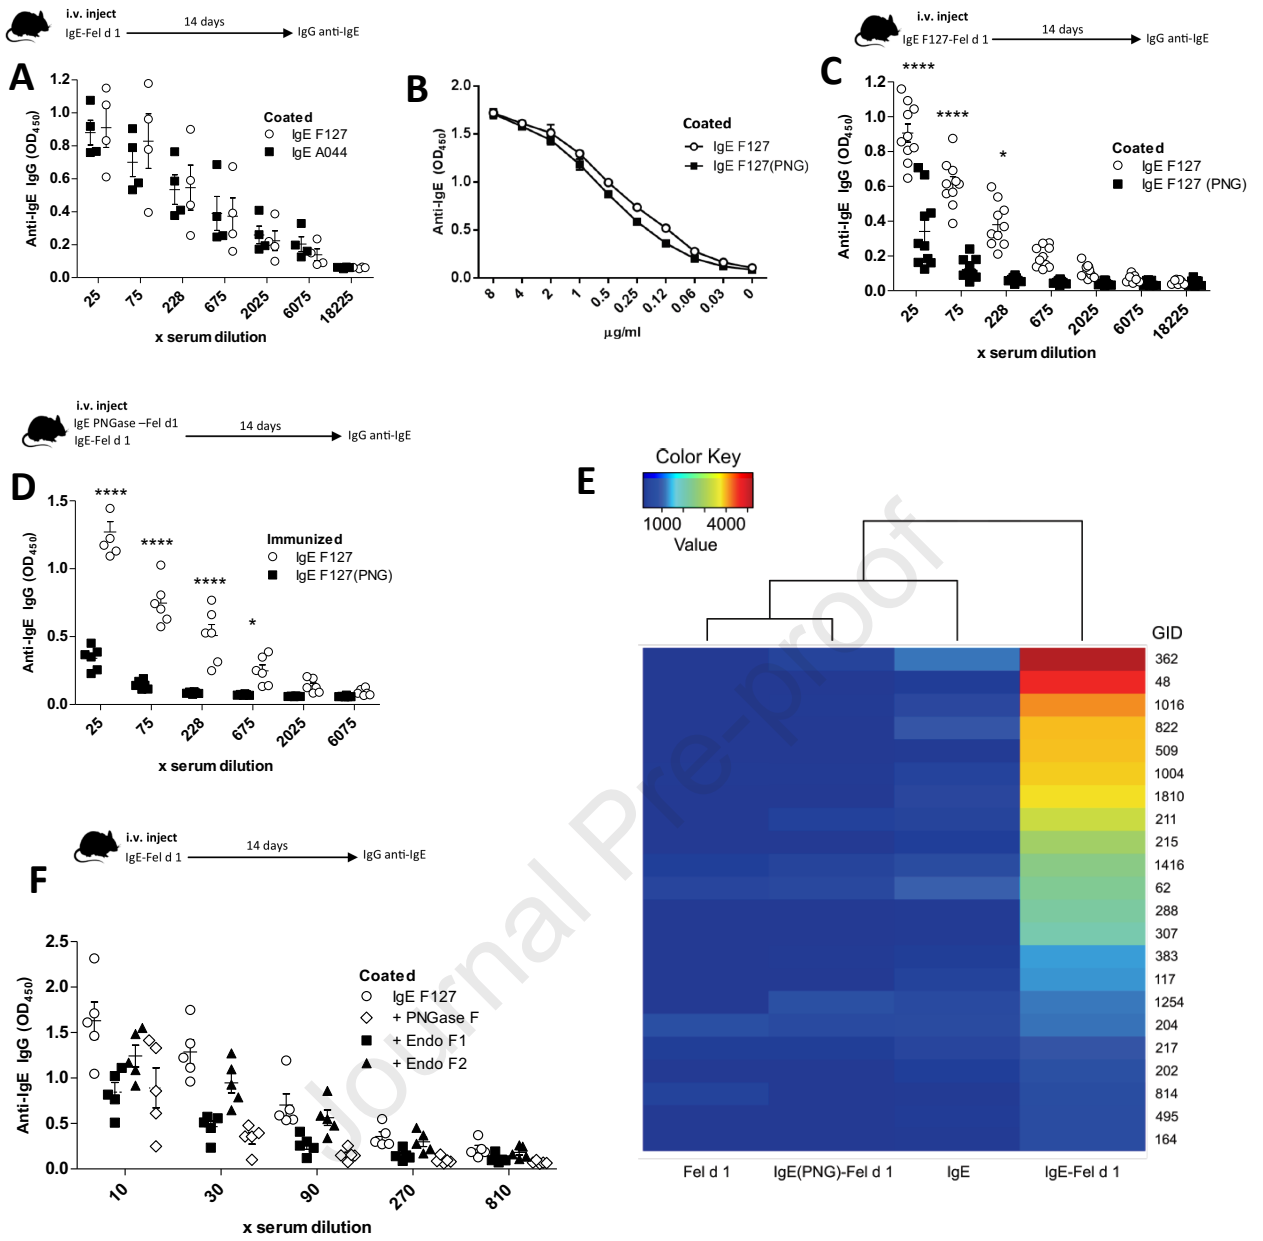 i.v. inject
IgE-Fel d 1
14 days
IgG anti-IgE
A
1.2
1.0
0.8
0.6
0.4
0.2
0.0
Anti-IgE IgG (OD450)
Coated
IgE F127
IgE A044
25
75
228
675
2025
6075
18225
x serum dilution
B
2.0
1.5
1.0
0.5
0.0
Anti-IgE (OD450)
Coated
IgE F127
IgE F127(PNG)
8
4
2
1
0.5
0.25
0.12
0.06
0.03
0
µg/ml
i.v. inject
IgE F127-Fel d 1
14 days
IgG anti-IgE
C
****
****
*
1.2
1.0
0.8
0.6
0.4
0.2
0.0
Anti-IgE IgG (OD450)
Coated
IgE F127
IgE F127 (PNG)
25
75
228
675
2025
6075
18225
x serum dilution
i.v. inject
IgE PNGase –Fel d1
IgE-Fel d 1
14 days
IgG anti-IgE
D
****
****
****
*
1.5
1.0
0.5
0.0
Anti-IgE IgG (OD450)
Immunized
IgE F127
IgE F127(PNG)
25
75
228
675
2025
6075
x serum dilution
E
Color Key
1000 4000
Value
GID
362
48
1016
822
509
1004
1810
211
215
1416
62
288
307
383
117
1254
204
217
202
814
495
164
Fel d 1
IgE(PNG)-Fel d 1
IgE
IgE-Fel d 1
i.v. inject
IgE-Fel d 1
14 days
IgG anti-IgE
F
2.5
2.0
1.5
1.0
0.5
0.0
Anti-IgE IgG (OD450)
Coated
IgE F127
+ PNGase F
+ Endo F1
+ Endo F2
10
30
90
270
810
x serum dilution
Journal Pre-proof